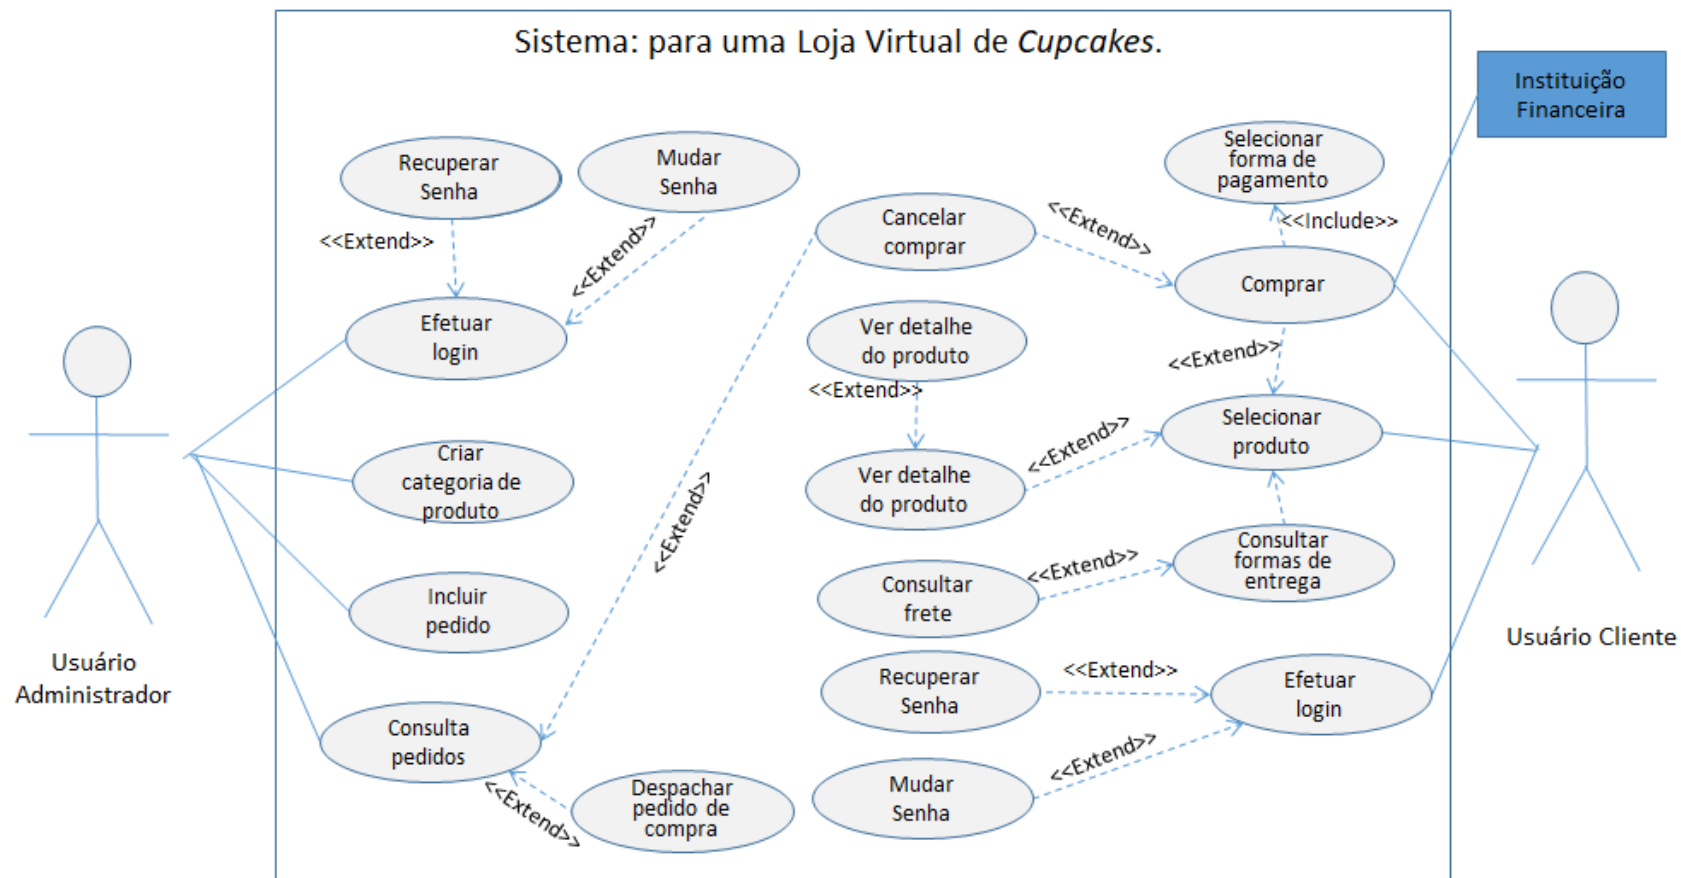 Sistema: para uma Loja Virtual de Cupcakes.
Instituição
Financeira
Recuperar
Senha
Mudar
Senha
Selecionar
forma de
pagamento
<<Extend>>
<<Extend>>
Cancelar
comprar
<<Extend>>
<<Include>>
Comprar
Efetuar
login
Ver detalhe
do produto
<<Extend>>
<<Extend>>
Selecionar
produto
Criar
categoria de
produto
<<Extend>>
Ver detalhe
do produto
<<Extend>>
Consultar
formas de
entrega
<<Extend>>
Consultar
frete
Incluir
pedido
Usuário Cliente
Usuário
Administrador
Recuperar
Senha
<<Extend>>
Efetuar
login
Consulta
pedidos
<<Extend>>
Despachar
pedido de
compra
Mudar
Senha
<<Extend>>